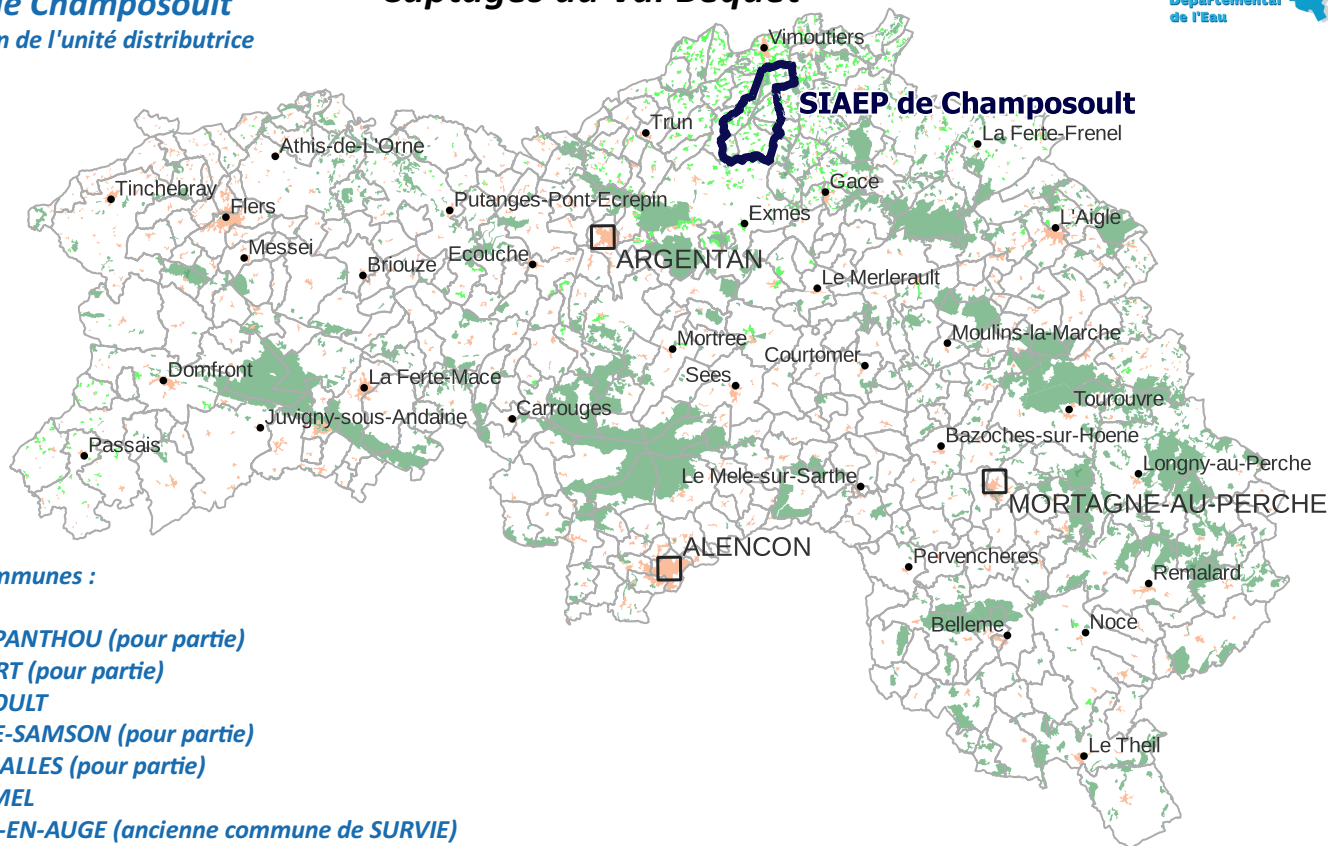 de Champosoult
Captages du Val Béquet
Départemental
de l'Eau
n de l'unité distributrice
Vimoutiers
SIAEP de Champosoult
Trun
La Ferte-Frenel
Athis-de-L'Orne
Tinchebray
Gace
Putanges-Pont-Ecrepin
Flers
Exmes
L'Aigle
Messei
Ecouche
ARGENTAN
Briouze
Le Merlerault
Mortree
Moulins-la-Marche
Courtomer
Domfront
La Ferte-Mace
Sees
Tourouvre
Carrouges
Juvigny-sous-Andaine
Bazoches-sur-Hoene
Passais
Longny-au-Perche
Le Mele-sur-Sarthe
MORTAGNE-AU-PERCHE
ALENCON
Pervencheres
Remalard
mmunes :
Belleme
Noce
PANTHOU (pour partie)
RT (pour partie)
OULT
E-SAMSON (pour partie)
Le Theil
ALLES (pour partie)
MEL
-EN-AUGE (ancienne commune de SURVIE)